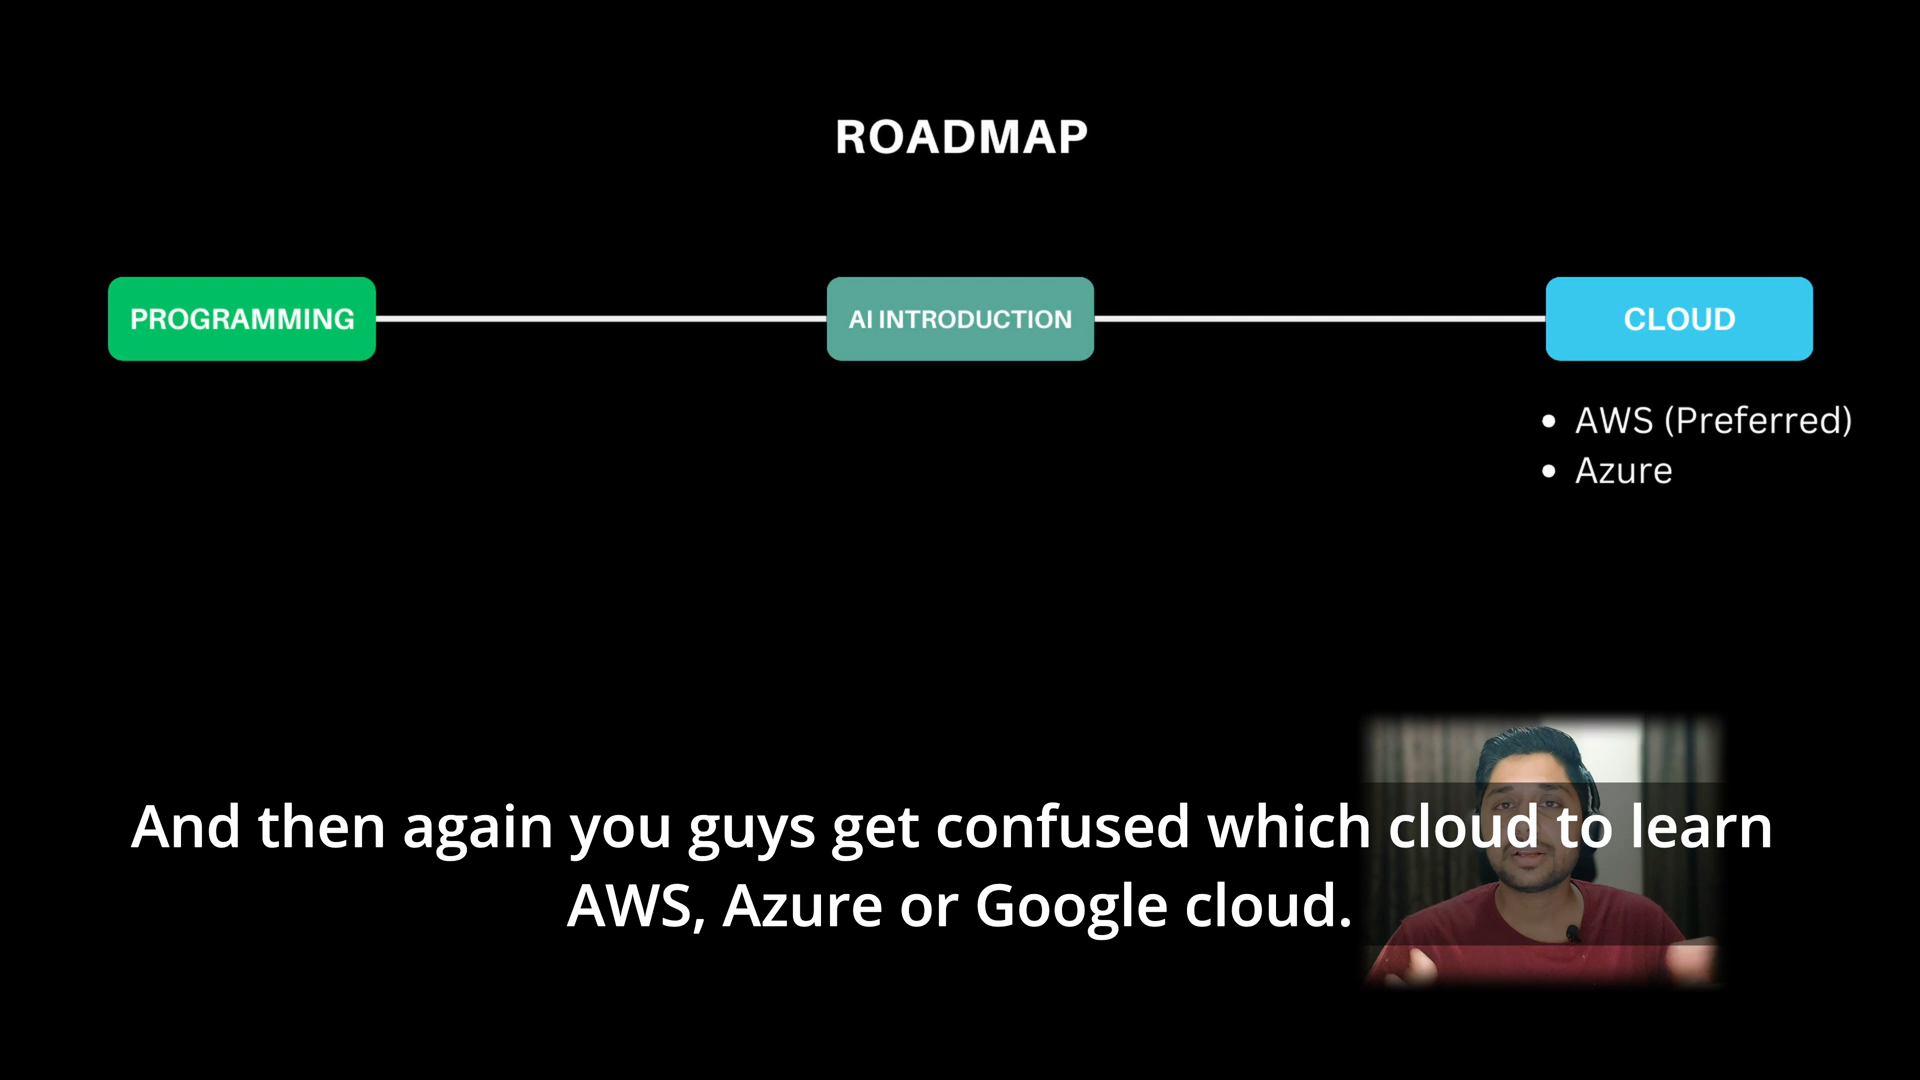 ROADMAP
PROGRAMMING
AI INTRODUCTION
CLOUD
• AWS (Preferred)
• Azure
And then again you guys get confused which cloud to learn
AWS, Azure or Google cloud.